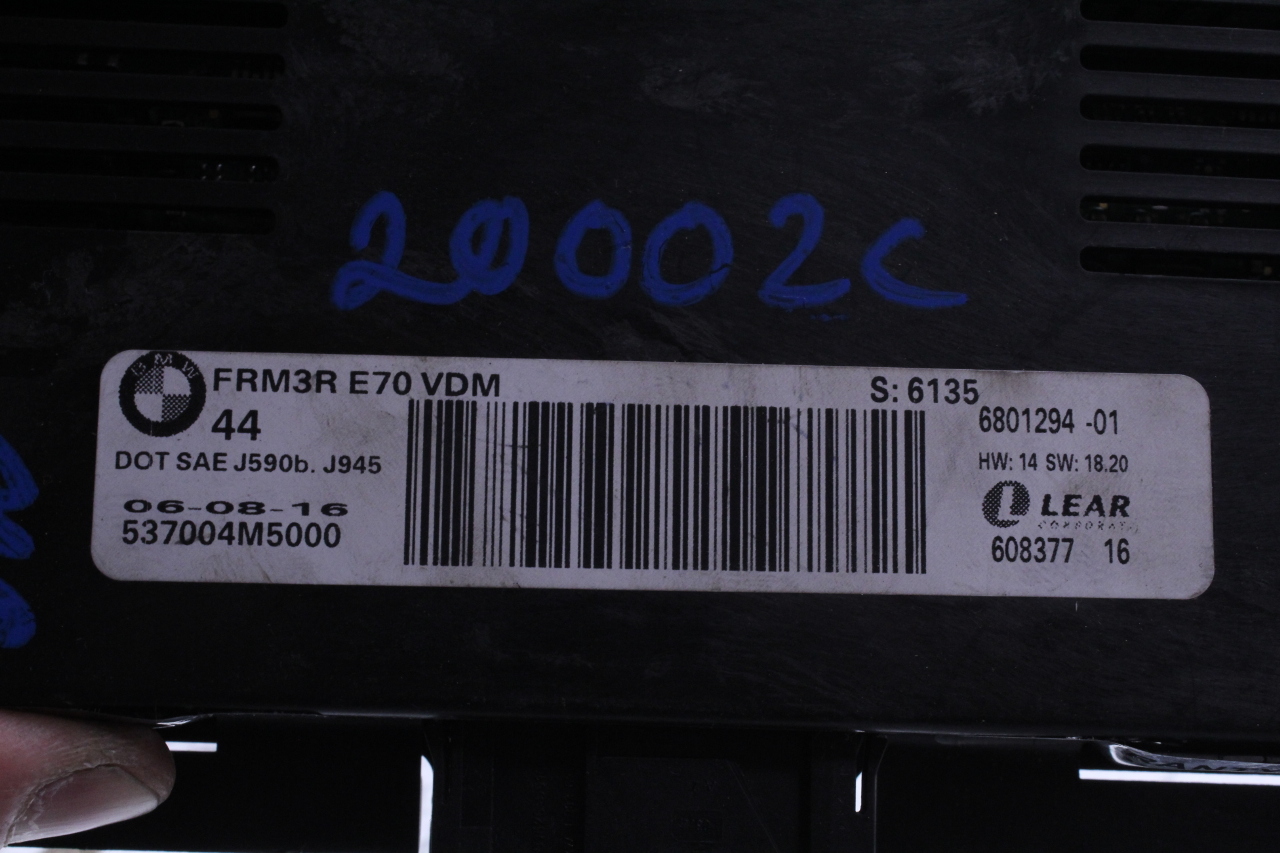 20002C
BMW
FRM3R E70 VDM
S: 6135
44
6801294 -01
DOT SAE J590b. J945
HW: 14 SW: 18.20
06-08-16
LEAR
CORPORATI
537004M5000
608377 16